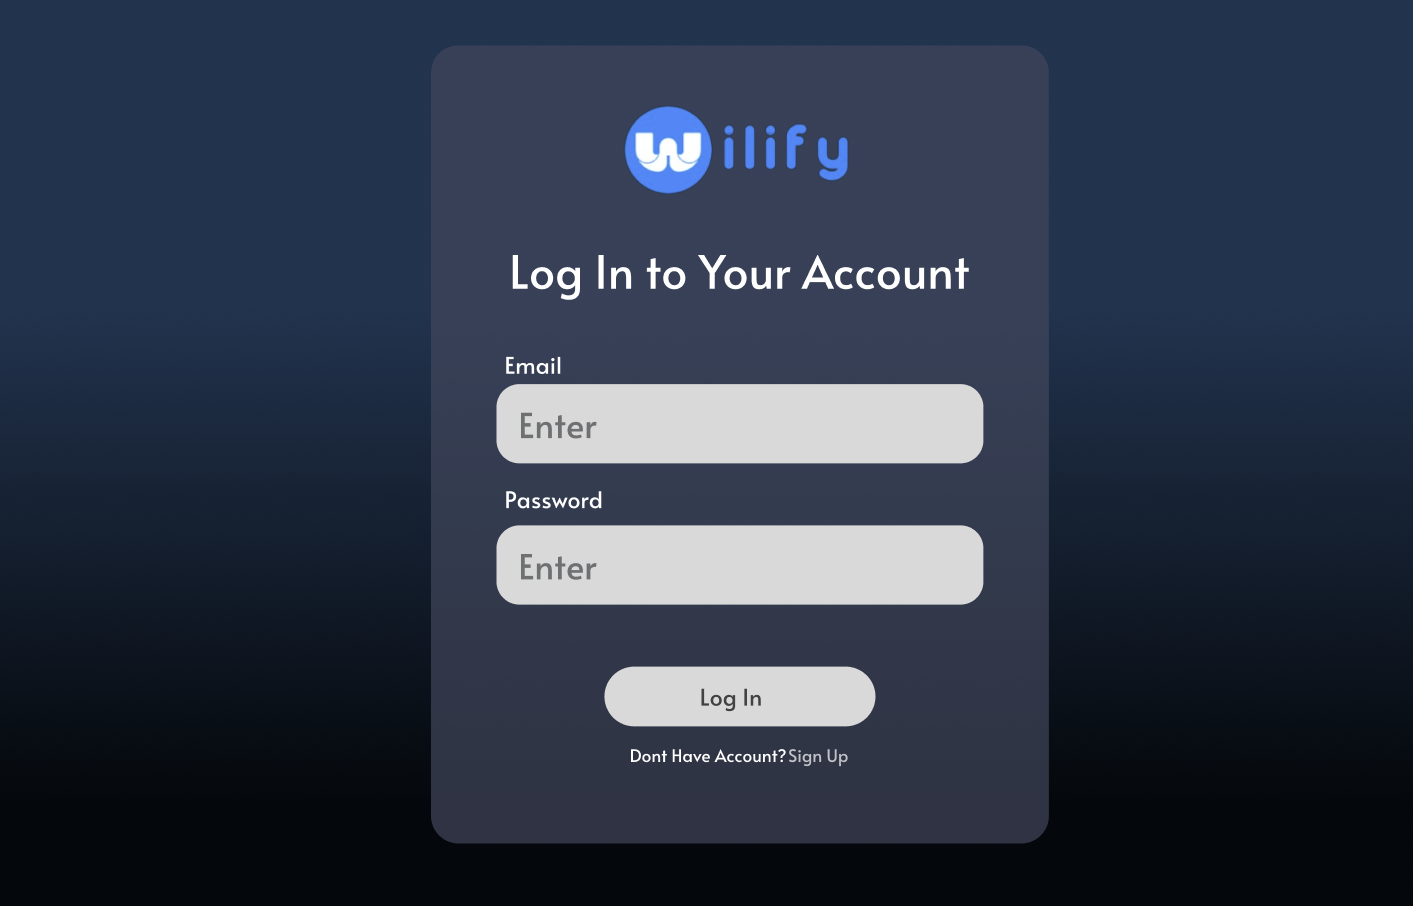 Wilify
Log In to Your Account
Email
Enter
Password
Enter
Log In
Dont Have Account? Sign Up